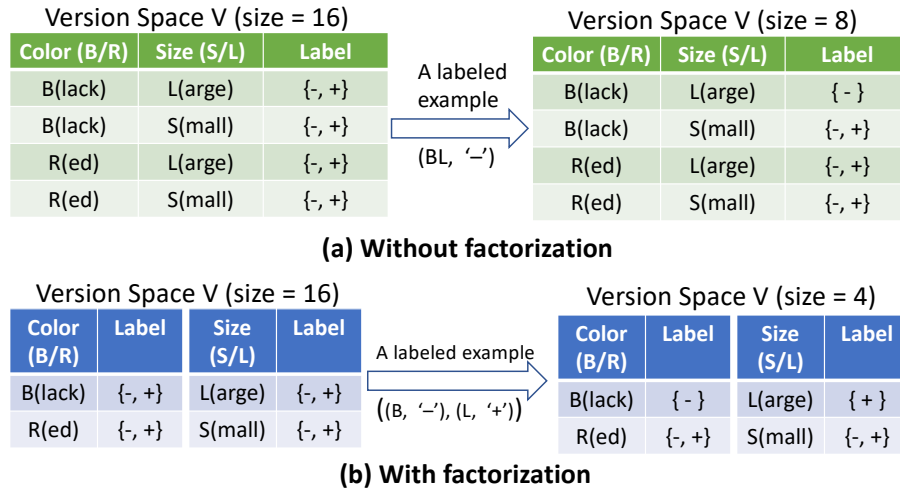 Version Space V (size = 16)
Color (B/R) Size (S/L) Label
B(lack) L(arge) {-, +}
B(lack) S(mall) {-, +}
R(ed) L(arge) {-, +}
R(ed) S(mall) {-, +}
A labeled
example
(BL, ‘–’)
Version Space V (size = 8)
Color (B/R) Size (S/L) Label
B(lack) L(arge) { - }
B(lack) S(mall) {-, +}
R(ed) L(arge) {-, +}
R(ed) S(mall) {-, +}
(a) Without factorization
Version Space V (size = 16)
Color Label Size Label
(B/R) (S/L)
B(lack) {-, +} L(arge) {-, +}
R(ed) {-, +} S(mall) {-, +}
A labeled example
((B, ‘–’), (L, ‘+’))
Version Space V (size = 4)
Color Label Size Label
(B/R) (S/L)
B(lack) { - } L(arge) { + }
R(ed) {-, +} S(mall) {-, +}
(b) With factorization